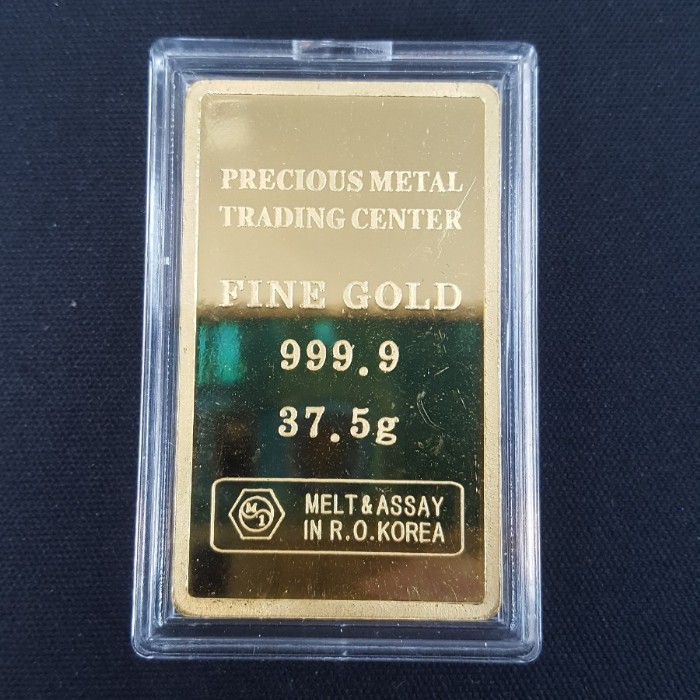 PRECIOUS METAL
TRADING CENTER
FINE GOLD
999.9
37.5g
MELT&ASSAY
IN R.O.KOREA